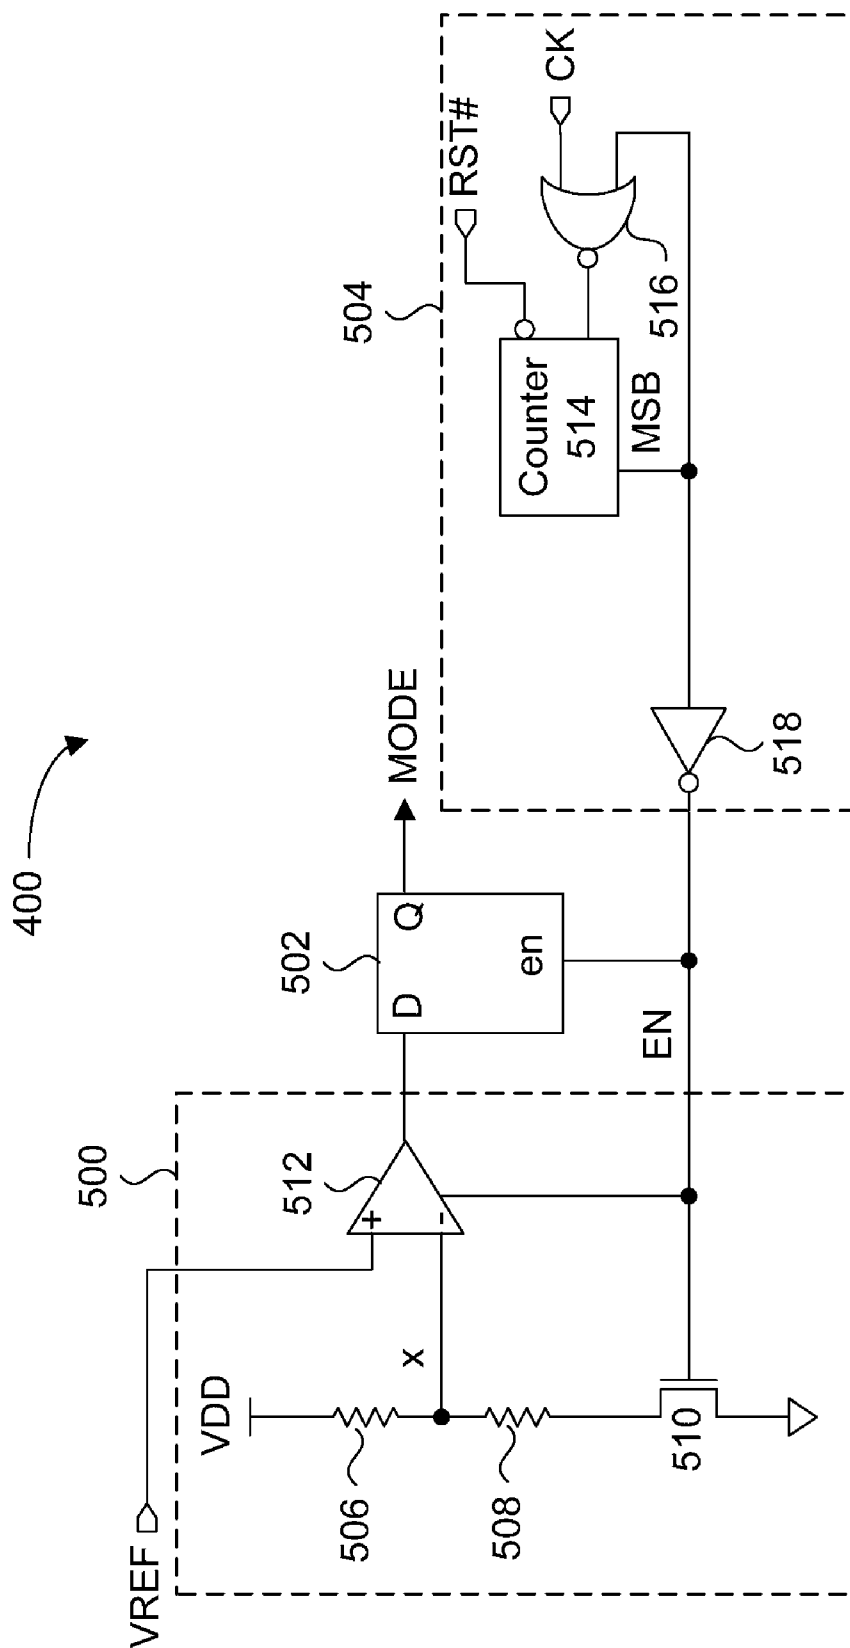 400
500
VREF
VDD
506
x
508
510
+
-
512
502
D
Q
en
MODE
EN
504
RST#
CK
Counter
514
MSB
516
518